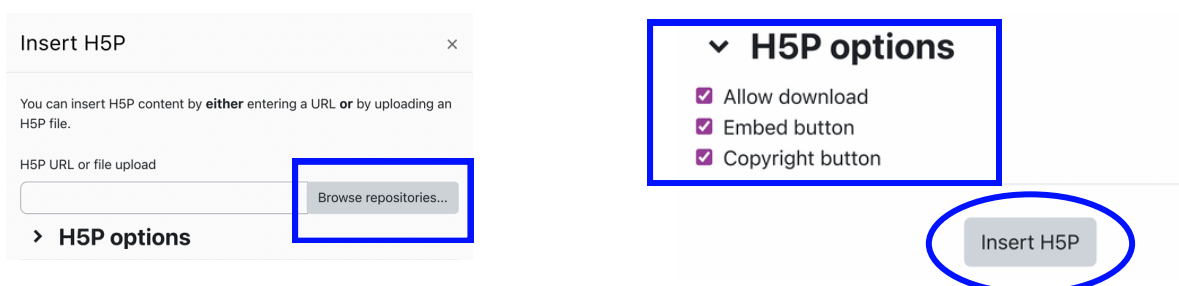 Insert H5P
You can insert H5P content by either entering a URL or by uploading an
H5P file.
H5P URL or file upload
Browse repositories...
H5P options
H5P options
Allow download
Embed button
Copyright button
Insert H5P